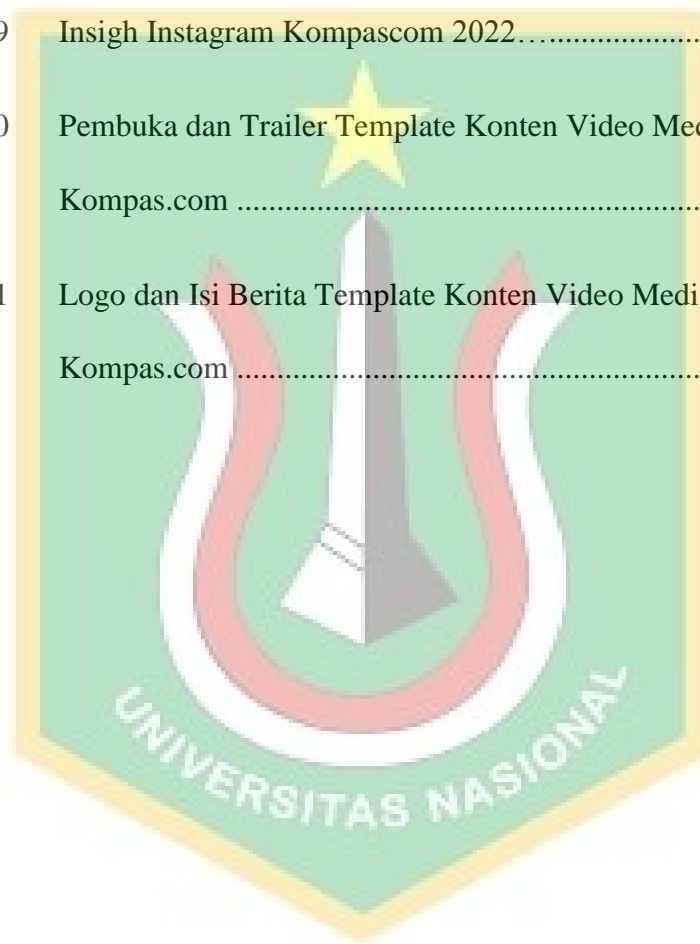 9 Insigh Instagram Kompascom 2022…......................
0 Pembuka dan Trailer Template Konten Video Med
Kompas.com ........................................................
1 Logo dan Isi Berita Template Konten Video Medi
Kompas.com ........................................................
UNIVERSITAS NASIONAL